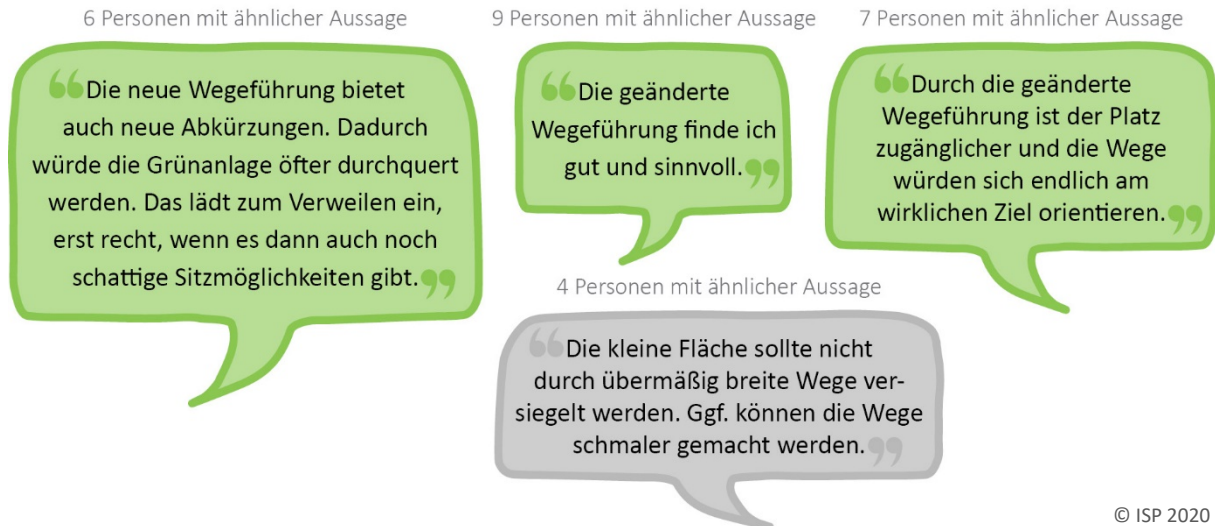 6 Personen mit ähnlicher Aussage
Die neue Wegeführung bietet
auch neue Abkürzungen. Dadurch
würde die Grünanlage öfter durchquert
werden. Das lädt zum Verweilen ein,
erst recht, wenn es dann auch noch
schattige Sitzmöglichkeiten gibt.
9 Personen mit ähnlicher Aussage
Die geänderte
Wegeführung finde ich
gut und sinnvoll.
7 Personen mit ähnlicher Aussage
Durch die geänderte
Wegeführung ist der Platz
zugänglicher und die Wege
würden sich endlich am
wirklichen Ziel orientieren.
4 Personen mit ähnlicher Aussage
Die kleine Fläche sollte nicht
durch übermäßig breite Wege ver-
siegelt werden. Ggf. können die Wege
schmaler gemacht werden.
© ISP 2020